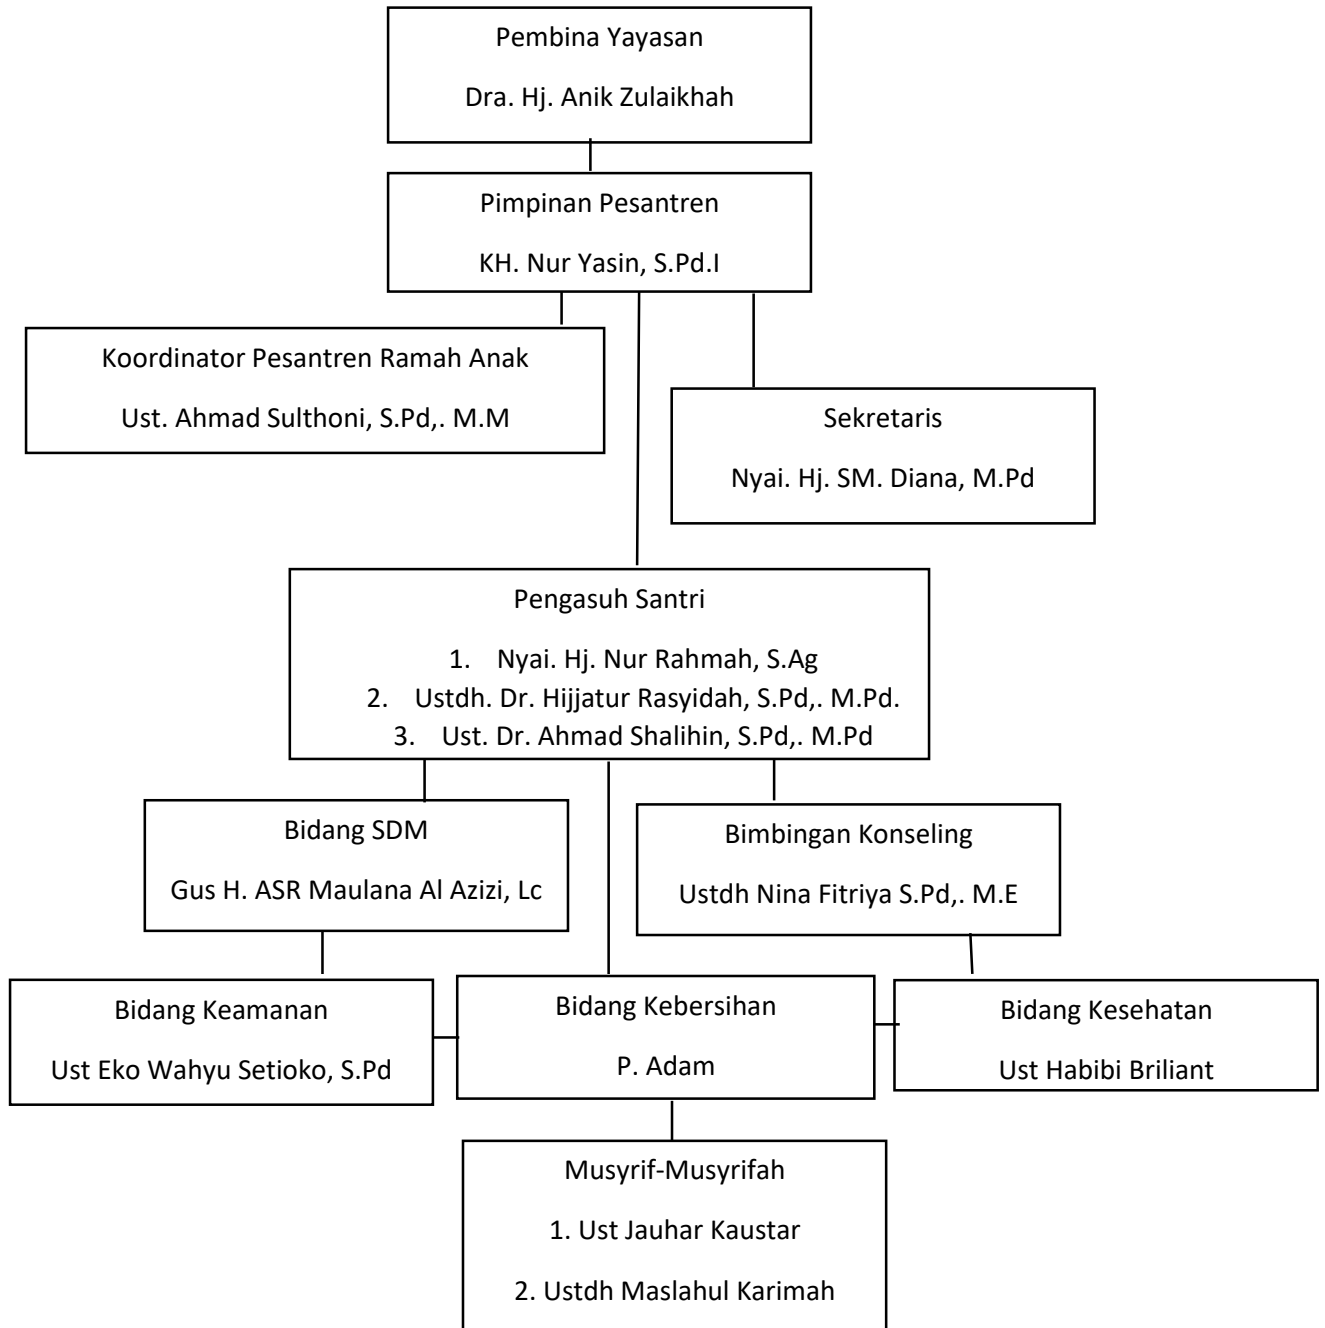 Pembina Yayasan
Dra. Hj. Anik Zulaikhah
Pimpinan Pesantren
KH. Nur Yasin, S.Pd.I
Koordinator Pesantren Ramah Anak
Ust. Ahmad Sulthoni, S.Pd,. M.M
Sekretaris
Nyai. Hj. SM. Diana, M.Pd
Pengasuh Santri
1. Nyai. Hj. Nur Rahmah, S.Ag
2. Ustdh. Dr. Hijjatur Rasyidah, S.Pd,. M.Pd.
3. Ust. Dr. Ahmad Shalihin, S.Pd,. M.Pd
Bidang SDM
Gus H. ASR Maulana Al Azizi, Lc
Bimbingan Konseling
Ustdh Nina Fitriya S.Pd,. M.E
Bidang Keamanan
Ust Eko Wahyu Setioko, S.Pd
Bidang Kebersihan
P. Adam
Bidang Kesehatan
Ust Habibi Briliant
Musyrif-Musyrifah
1. Ust Jauhar Kaustar
2. Ustdh Maslahul Karimah